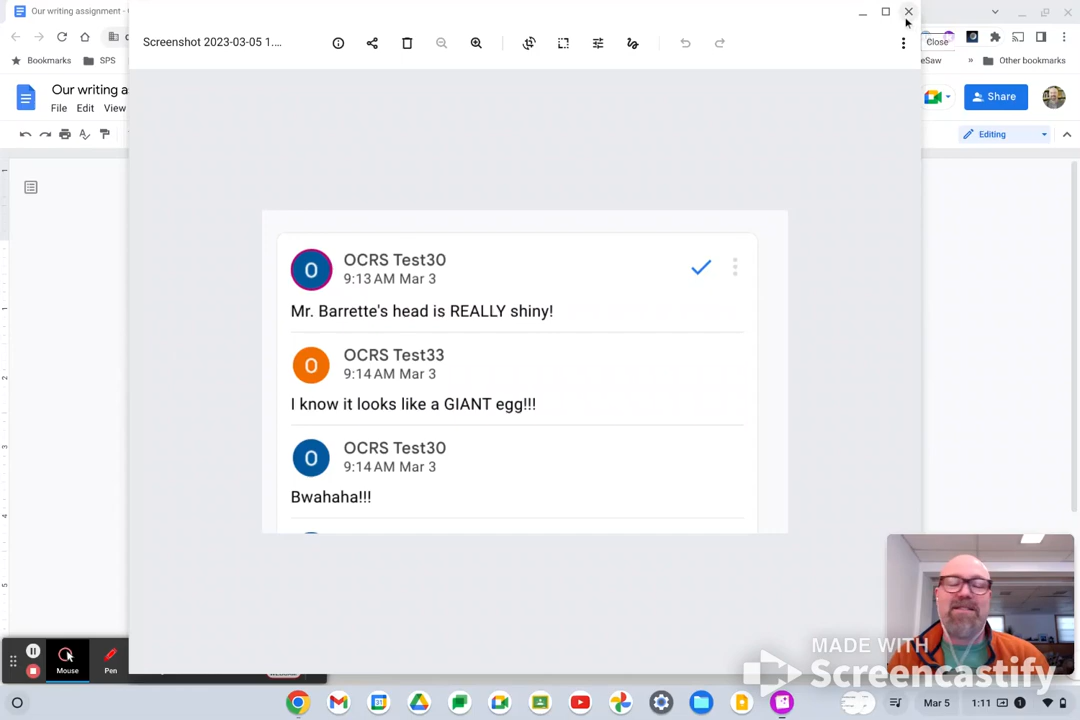 Our writing assignment -
Bookmarks
SPS
Our writing a
File Edit View
Screenshot 2023-03-05 1....
Close
eSaw
»
Other bookmarks
Share
Editing
OCRS Test30
9:13 AM Mar 3
Mr. Barrette's head is REALLY shiny!
OCRS Test33
9:14 AM Mar 3
I know it looks like a GIANT egg!!!
OCRS Test30
9:14 AM Mar 3
Bwahaha!!!
Mouse
Pen
MADE WITH
Screencastify
Mar 5
1:11
1